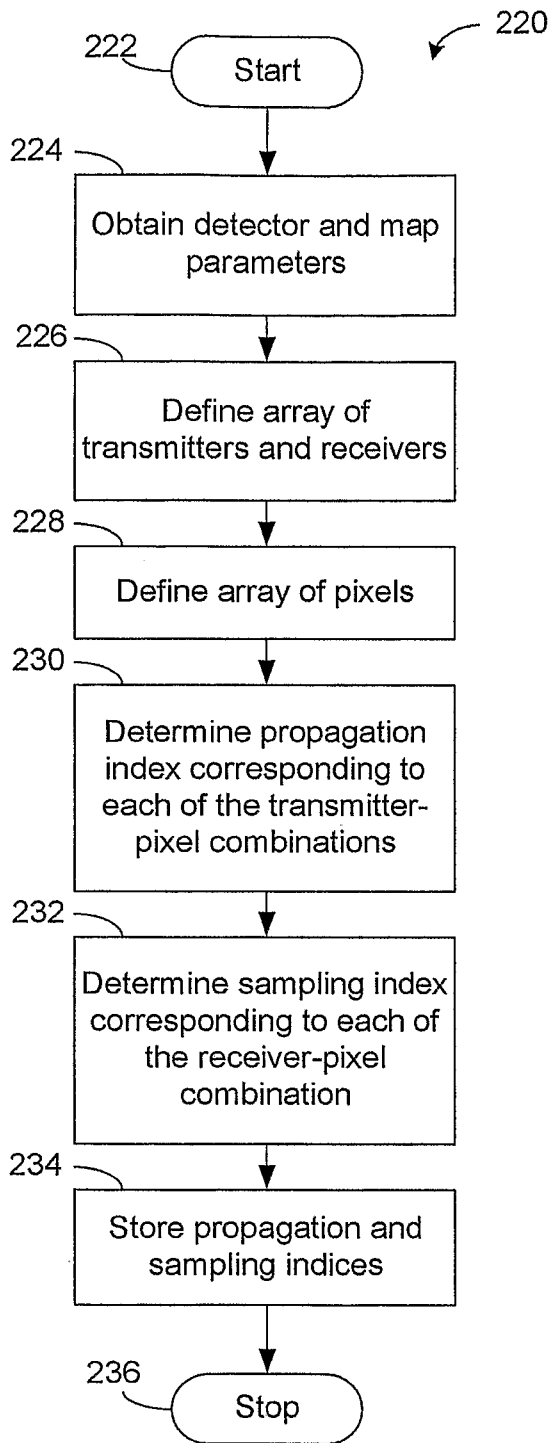 220
222
Start
224
Obtain detector and map
parameters
226
Define array of
transmitters and receivers
228
Define array of pixels
230
Determine propagation
index corresponding to
each of the transmitter-
pixel combinations
232
Determine sampling index
corresponding to each of
the receiver-pixel
combination
234
Store propagation and
sampling indices
236
Stop